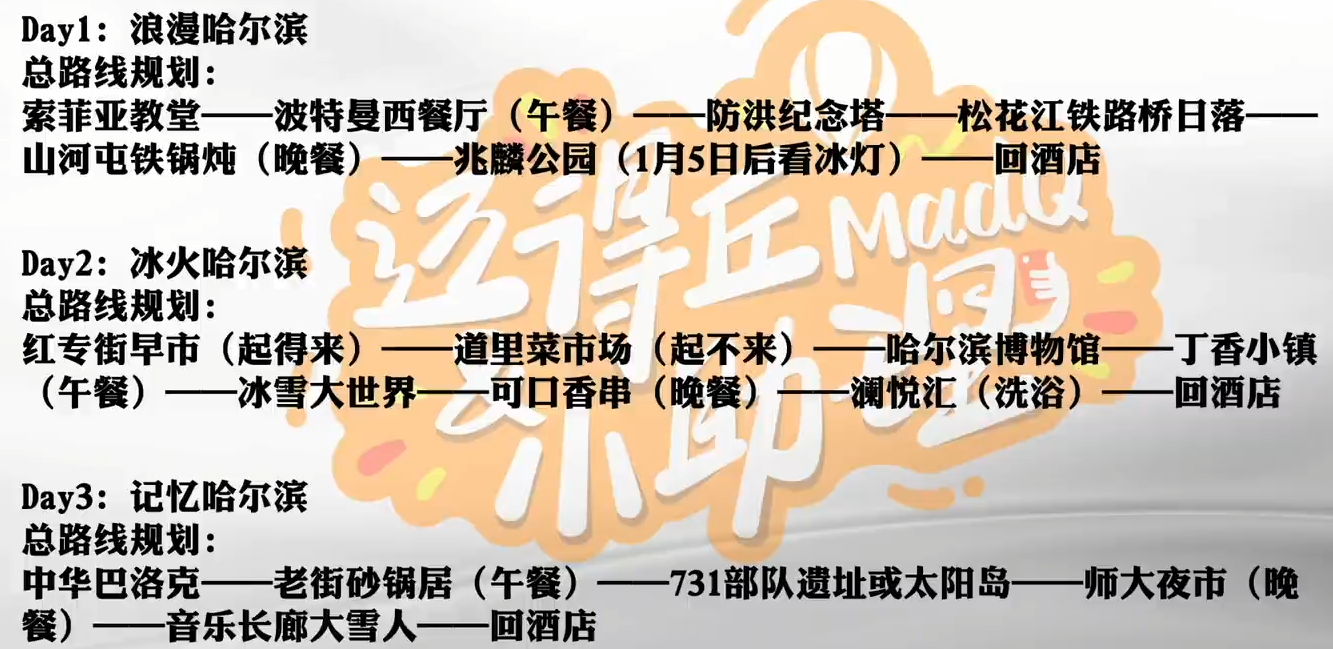 Day1：浪漫哈尔滨
总路线规划：
索菲亚教堂——波特曼西餐厅（午餐）——防洪纪念塔——松花江铁路桥日落——
山河屯铁锅炖（晚餐）——兆麟公园（1月5日后看冰灯）——回酒店
Day2：冰火哈尔滨
总路线规划：
红专街早市（起得来）——道里菜市场（起不来）——哈尔滨博物馆——丁香小镇
（午餐）——冰雪大世界——可口香串（晚餐）——澜悦汇（洗浴）——回酒店
Day3：记忆哈尔滨
总路线规划：
中华巴洛克——老街砂锅居（午餐）——731部队遗址或太阳岛——师大夜市（晚
餐）——音乐长廊大雪人——回酒店
这得丘MadQ
小助理